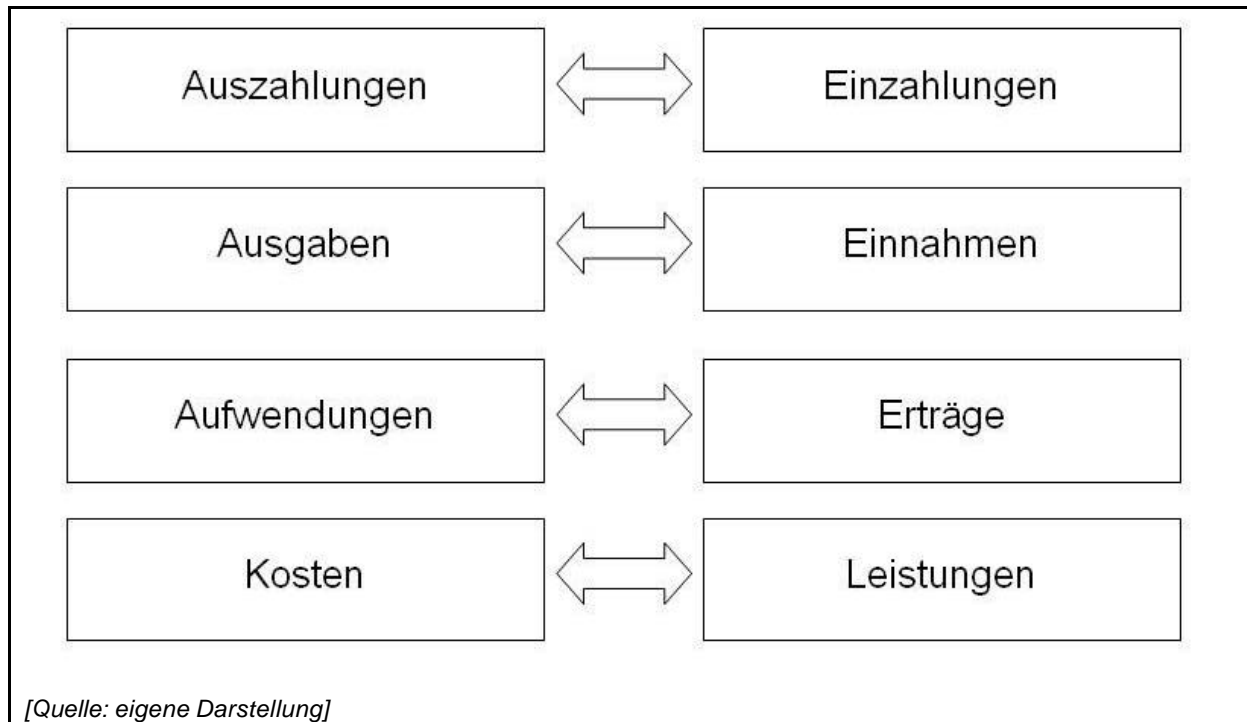 Auszahlungen
Einzahlungen
Ausgaben
Einnahmen
Aufwendungen
Erträge
Kosten
Leistungen
[Quelle: eigene Darstellung]